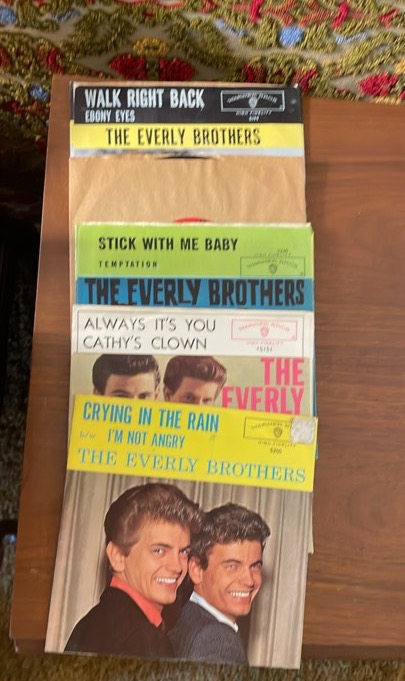 WALK RIGHT BACK
EBONY EYES
THE EVERLY BROTHERS
STICK WITH ME BABY
TEMPTATION
THE EVERLY BROTHERS
ALWAYS IT'S YOU
CATHY'S CLOWN
THE
EVERLY
CRYING IN THE RAIN
b/w I'M NOT ANGRY
THE EVERLY BROTHERS